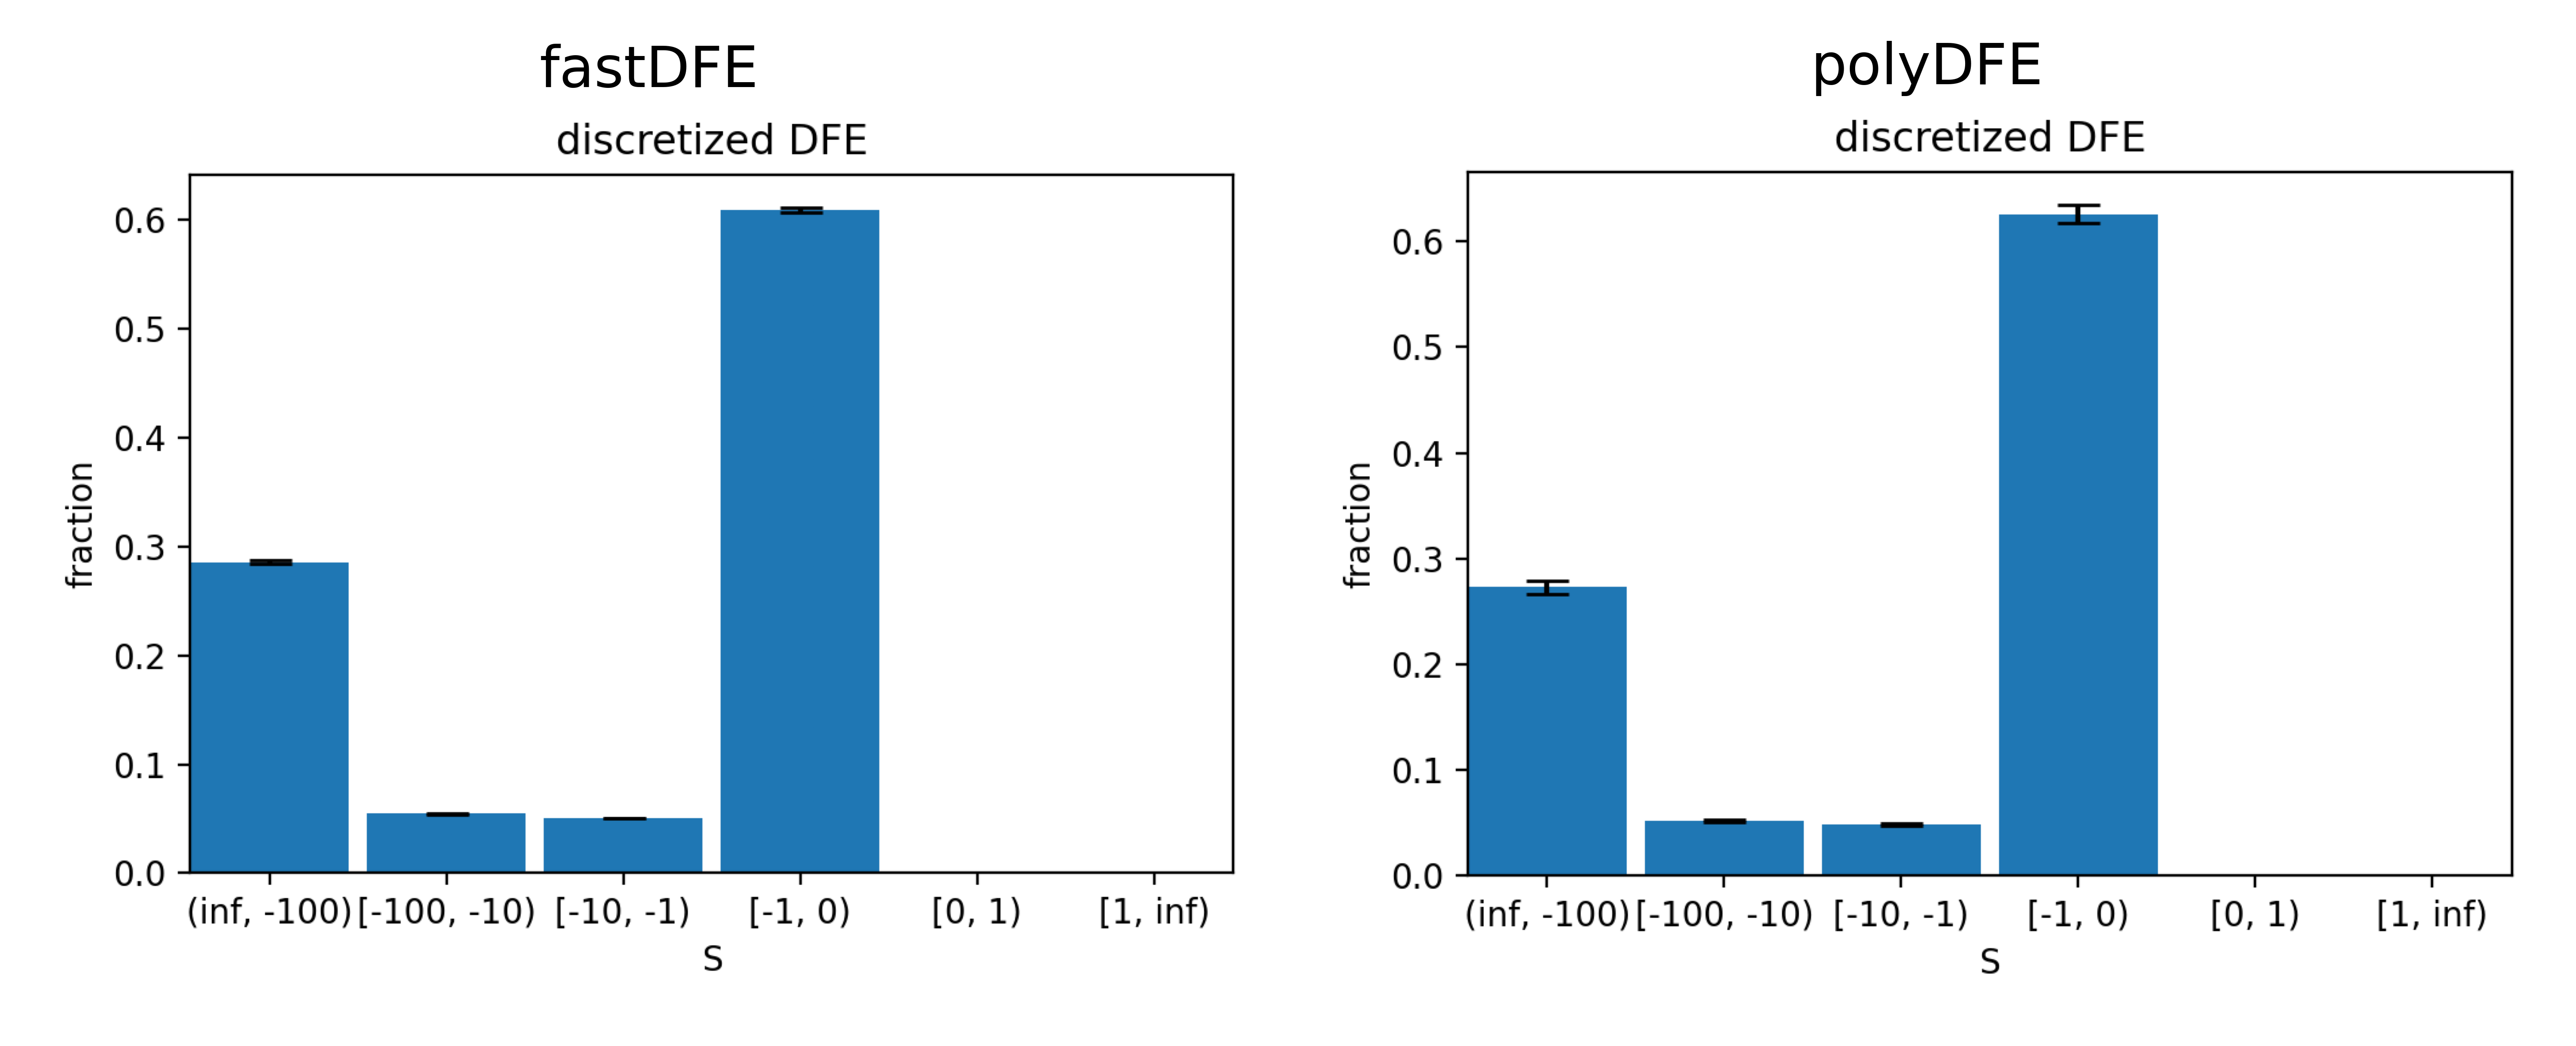 fastDFE
discretized DFE
0.6
0.5
0.4
0.3
0.2
0.1
0.0
fraction
(inf, -100) [-100, -10) [-10, -1) [-1, 0) [0, 1) [1, inf)
S
polyDFE
discretized DFE
0.6
0.5
0.4
0.3
0.2
0.1
0.0
fraction
(inf, -100) [-100, -10) [-10, -1) [-1, 0) [0, 1) [1, inf)
S